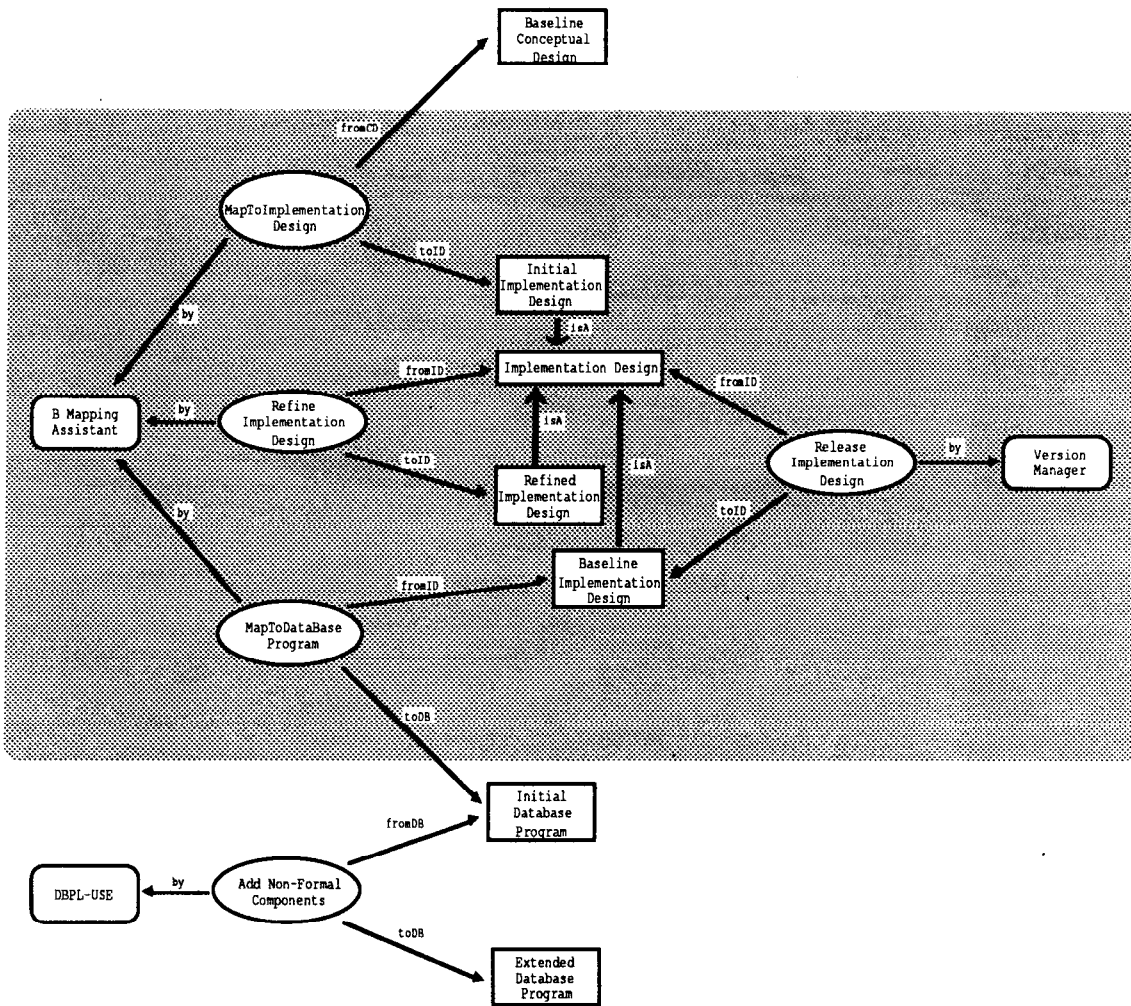 Baseline
Conceptual
Design
fromCD
MapToImplementation
Design
toID
Initial
Implementation
Design
by
isA
fromID
Implementation Design
fromID
B Mapping
Assistant
by
Refine
Implementation
Design
isA
isA
Release
Implementation
Design
by
Version
Manager
toID
Refined
Implementation
Design
by
toID
Baseline
Implementation
Design
fromID
MapToDataBase
Program
toDB
Initial
Database
Program
fromDB
DBPL-USE
by
Add Non-Formal
Components
toDB
Extended
Database
Program